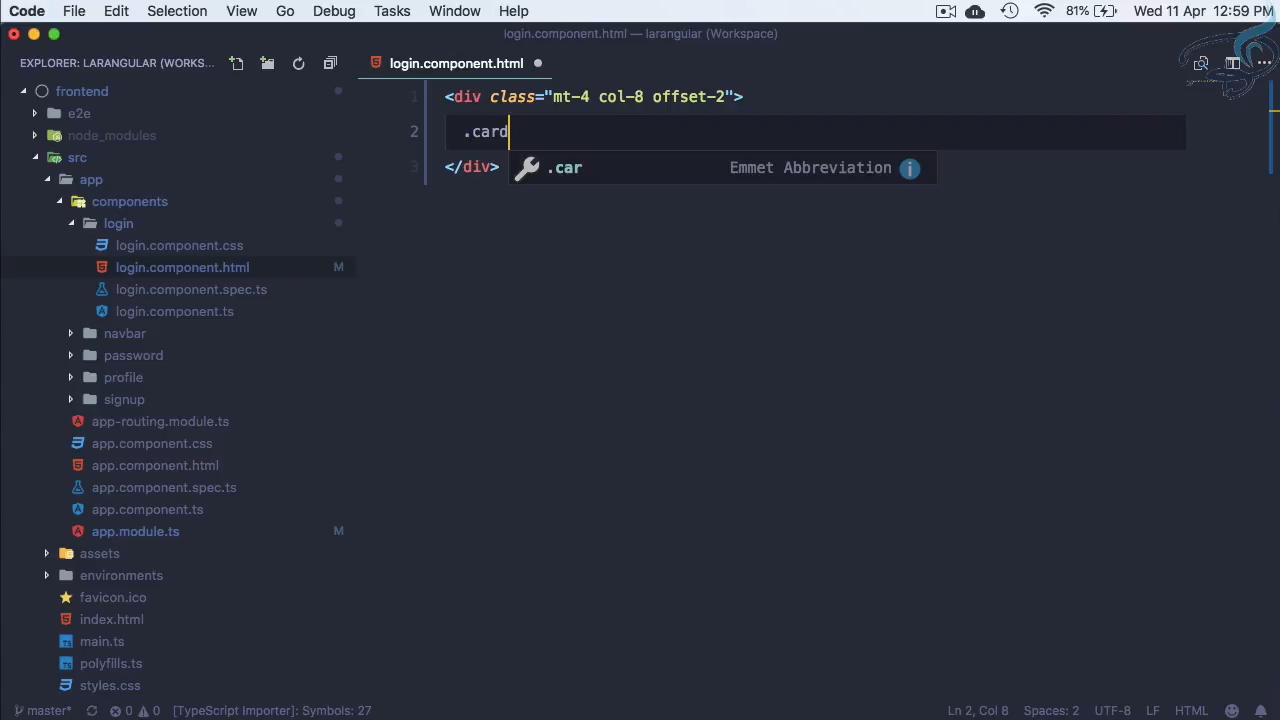 Code File Edit Selection View Go Debug Tasks Window Help 81% Wed 11 Apr 12:59 PM
login.component.html — larangular (Workspace)
EXPLORER: LARANGULAR (WORKS...
login.component.html
frontend
e2e
node_modules
src
app
components
login
login.component.css
login.component.html M
login.component.spec.ts
login.component.ts
navbar
password
profile
signup
app-routing.module.ts
app.component.css
app.component.html
app.component.spec.ts
app.component.ts
app.module.ts M
assets
environments
favicon.ico
index.html
main.ts
polyfills.ts
styles.css
1 <div class="mt-4 col-8 offset-2">
2 .card
3 </div>
.car Emmet Abbreviation
master* 0 0 [TypeScript Importer]: Symbols: 27 Ln 2, Col 8 Spaces: 2 UTF-8 LF HTML